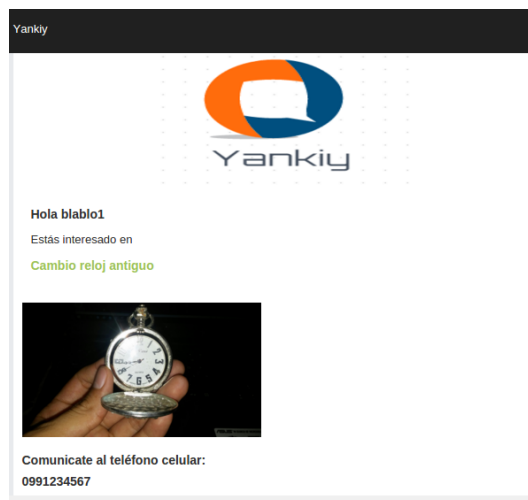 Yankiy
Yankiy
Hola blablo1
Estás interesado en
Cambio reloj antiguo
Comunicate al teléfono celular:
0991234567